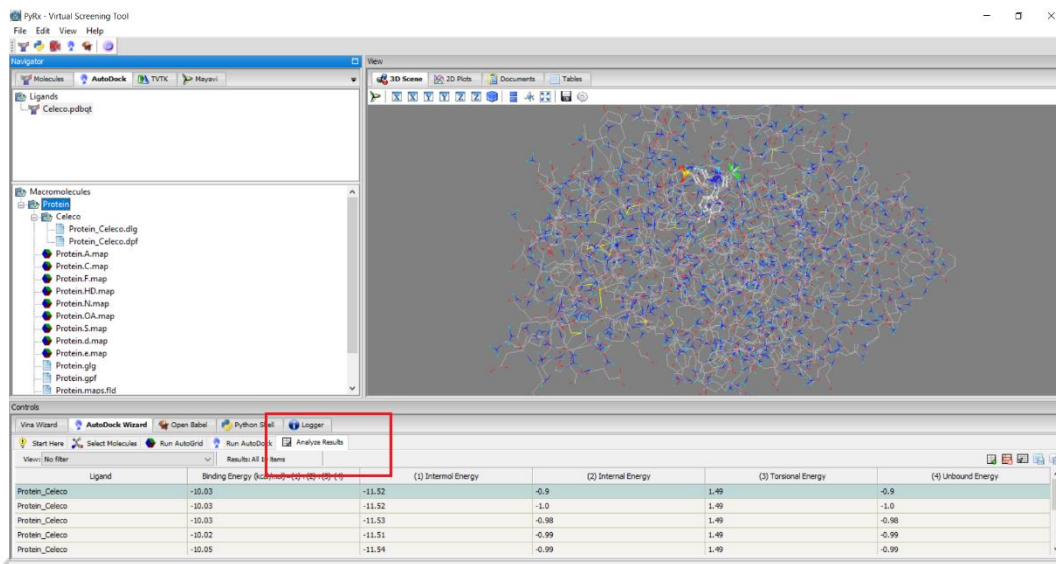 PyRx - Virtual Screening Tool
File Edit View Help
Navigator
View
Molecules AutoDock TVTK Mayavi
3D Scene 2D Plots Documents Tables
Ligands
Celeco.pdbqt
Macromolecules
Protein
Celeco
Protein_Celeco.dlg
Protein_Celeco.dpf
Protein.A.map
Protein.C.map
Protein.F.map
Protein.HD.map
Protein.N.map
Protein.OA.map
Protein.S.map
Protein.d.map
Protein.e.map
Protein.glg
Protein.gpf
Protein.maps.fld
Controls
Vina Wizard AutoDock Wizard Open Babel Python Shell Logger
Start Here Select Molecules Run AutoGrid Run AutoDock Analyze Results
View: No filter Results: All 10 items
Ligand Binding Energy (kcal/mol)=(1)+(2)+(3)-(4) (1) Intermol Energy (2) Internal Energy (3) Torsional Energy (4) Unbound Energy
Protein_Celeco -10.03 -11.52 -0.9 1.49 -0.9
Protein_Celeco -10.03 -11.52 -1.0 1.49 -1.0
Protein_Celeco -10.03 -11.53 -0.98 1.49 -0.98
Protein_Celeco -10.02 -11.51 -0.99 1.49 -0.99
Protein_Celeco -10.05 -11.54 -0.99 1.49 -0.99